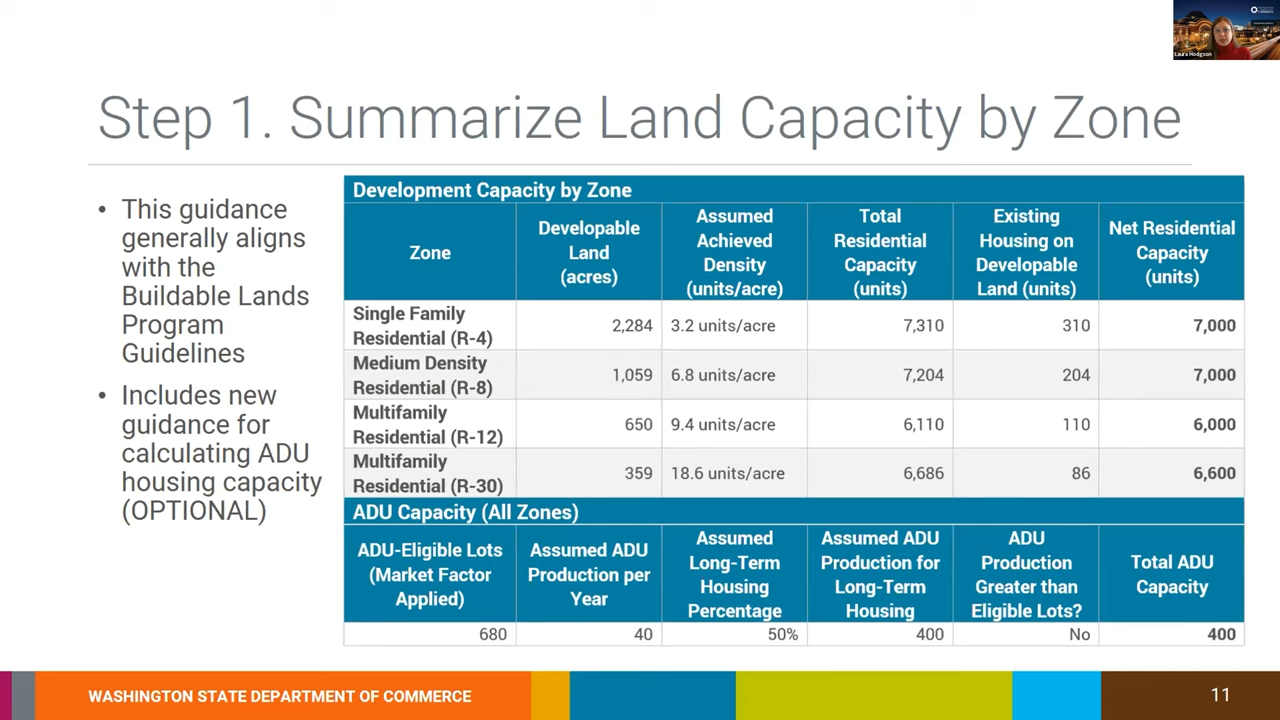 Laura Hodgson
Step 1. Summarize Land Capacity by Zone
• This guidance
generally aligns
with the
Buildable Lands
Program
Guidelines
• Includes new
guidance for
calculating ADU
housing capacity
(OPTIONAL)
Development Capacity by Zone
Zone
Developable
Land
(acres)
Assumed
Achieved
Density
(units/acre)
Total
Residential
Capacity
(units)
Existing
Housing on
Developable
Land (units)
Net Residential
Capacity
(units)
Single Family
Residential (R-4)
2,284
3.2 units/acre
7,310
310
7,000
Medium Density
Residential (R-8)
1,059
6.8 units/acre
7,204
204
7,000
Multifamily
Residential (R-12)
650
9.4 units/acre
6,110
110
6,000
Multifamily
Residential (R-30)
359
18.6 units/acre
6,686
86
6,600
ADU Capacity (All Zones)
ADU-Eligible Lots
(Market Factor
Applied)
Assumed ADU
Production per
Year
Assumed
Long-Term
Housing
Percentage
Assumed ADU
Production for
Long-Term
Housing
ADU
Production
Greater than
Eligible Lots?
Total ADU
Capacity
680
40
50%
400
No
400
WASHINGTON STATE DEPARTMENT OF COMMERCE
11